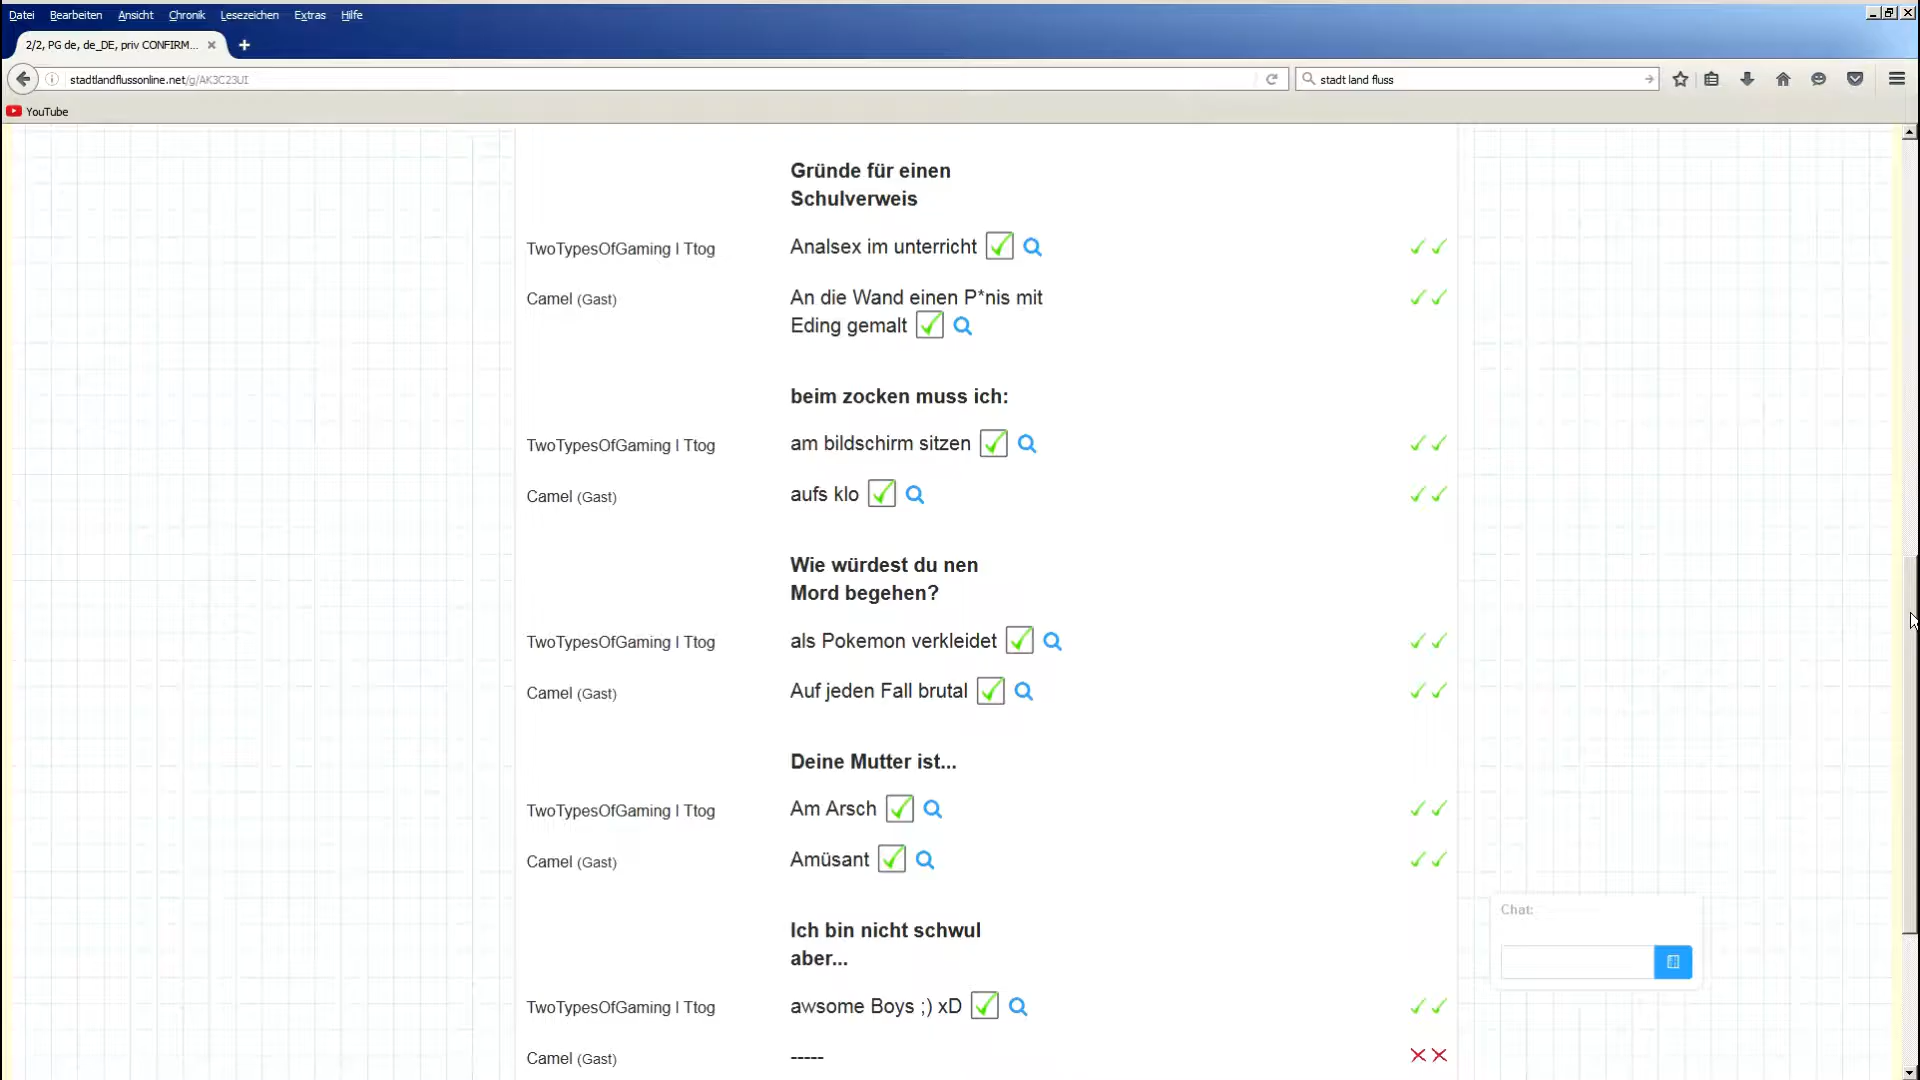 Datei Bearbeiten Ansicht Chronik Lesezeichen Extras Hilfe
2/2, PG de, de_DE, priv CONFIRM...
stadtlandflussonline.net/g/AK3C23UI
stadt land fluss
YouTube
Gründe für einen
Schulverweis
TwoTypesOfGaming I Ttog Analsex im unterricht
Camel (Gast) An die Wand einen P*nis mit
Eding gemalt
beim zocken muss ich:
TwoTypesOfGaming I Ttog am bildschirm sitzen
Camel (Gast) aufs klo
Wie würdest du nen
Mord begehen?
TwoTypesOfGaming I Ttog als Pokemon verkleidet
Camel (Gast) Auf jeden Fall brutal
Deine Mutter ist...
TwoTypesOfGaming I Ttog Am Arsch
Camel (Gast) Amüsant
Chat:
Ich bin nicht schwul
aber...
TwoTypesOfGaming I Ttog awsome Boys ;) xD
Camel (Gast) -----